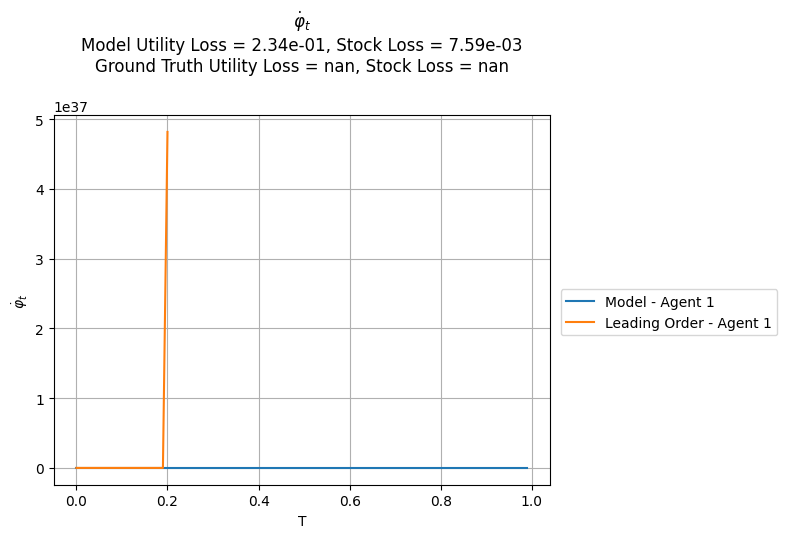 φ̇ₜ
Model Utility Loss = 2.34e-01, Stock Loss = 7.59e-03
Ground Truth Utility Loss = nan, Stock Loss = nan
1e37
5
4
3
2
1
0
φ̇ₜ
0.0 0.2 0.4 0.6 0.8 1.0
T
Model - Agent 1
Leading Order - Agent 1